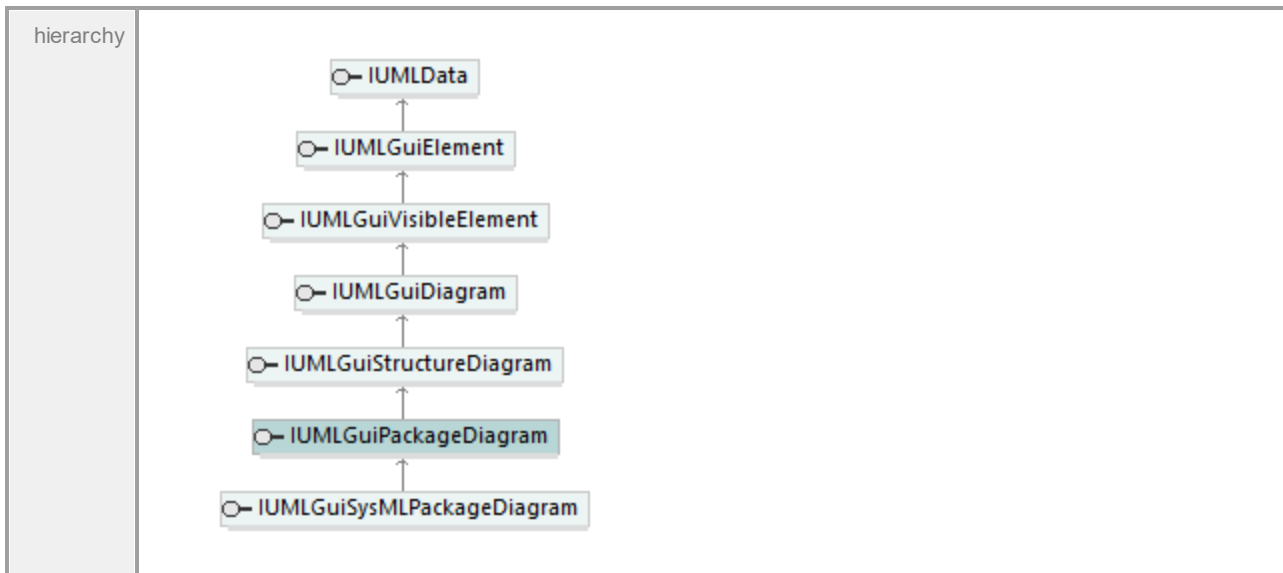 hierarchy
IUMLData
IUMLGuiElement
IUMLGuiVisibleElement
IUMLGuiDiagram
IUMLGuiStructureDiagram
IUMLGuiPackageDiagram
IUMLGuiSysMLPackageDiagram